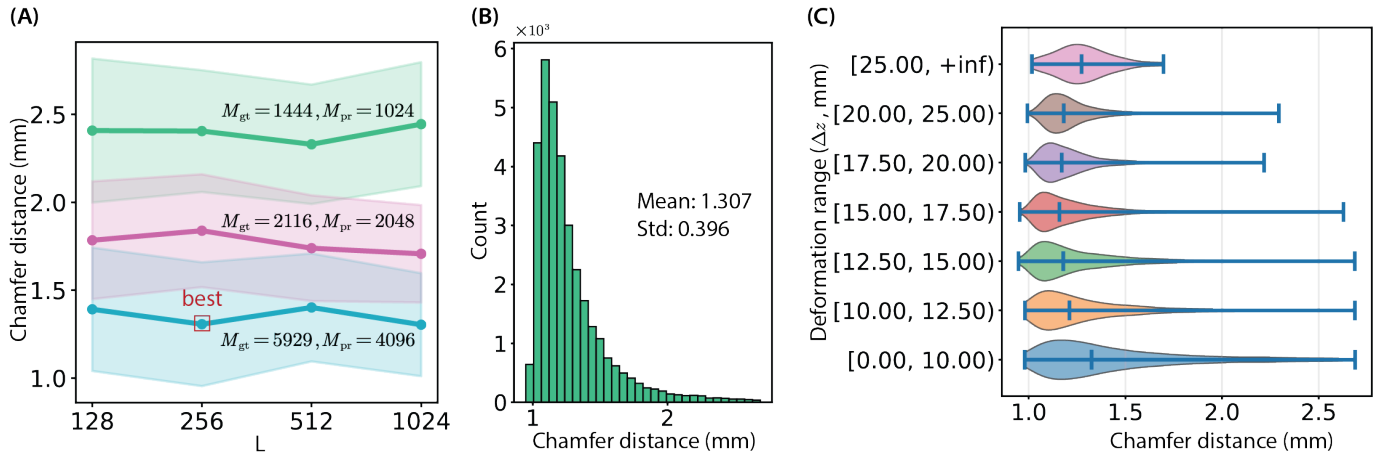 (A)
Chamfer distance (mm)
2.5
2.0
1.5
1.0
M_gt = 1444, M_pr = 1024
M_gt = 2116, M_pr = 2048
best
M_gt = 5929, M_pr = 4096
128 256 512 1024
L
(B)
×10³
Count
6
5
4
3
2
1
0
Mean: 1.307
Std: 0.396
1 2
Chamfer distance (mm)
(C)
Deformation range (Δz, mm)
[25.00, +inf)
[20.00, 25.00)
[17.50, 20.00)
[15.00, 17.50)
[12.50, 15.00)
[10.00, 12.50)
[0.00, 10.00)
1.0 1.5 2.0 2.5
Chamfer distance (mm)